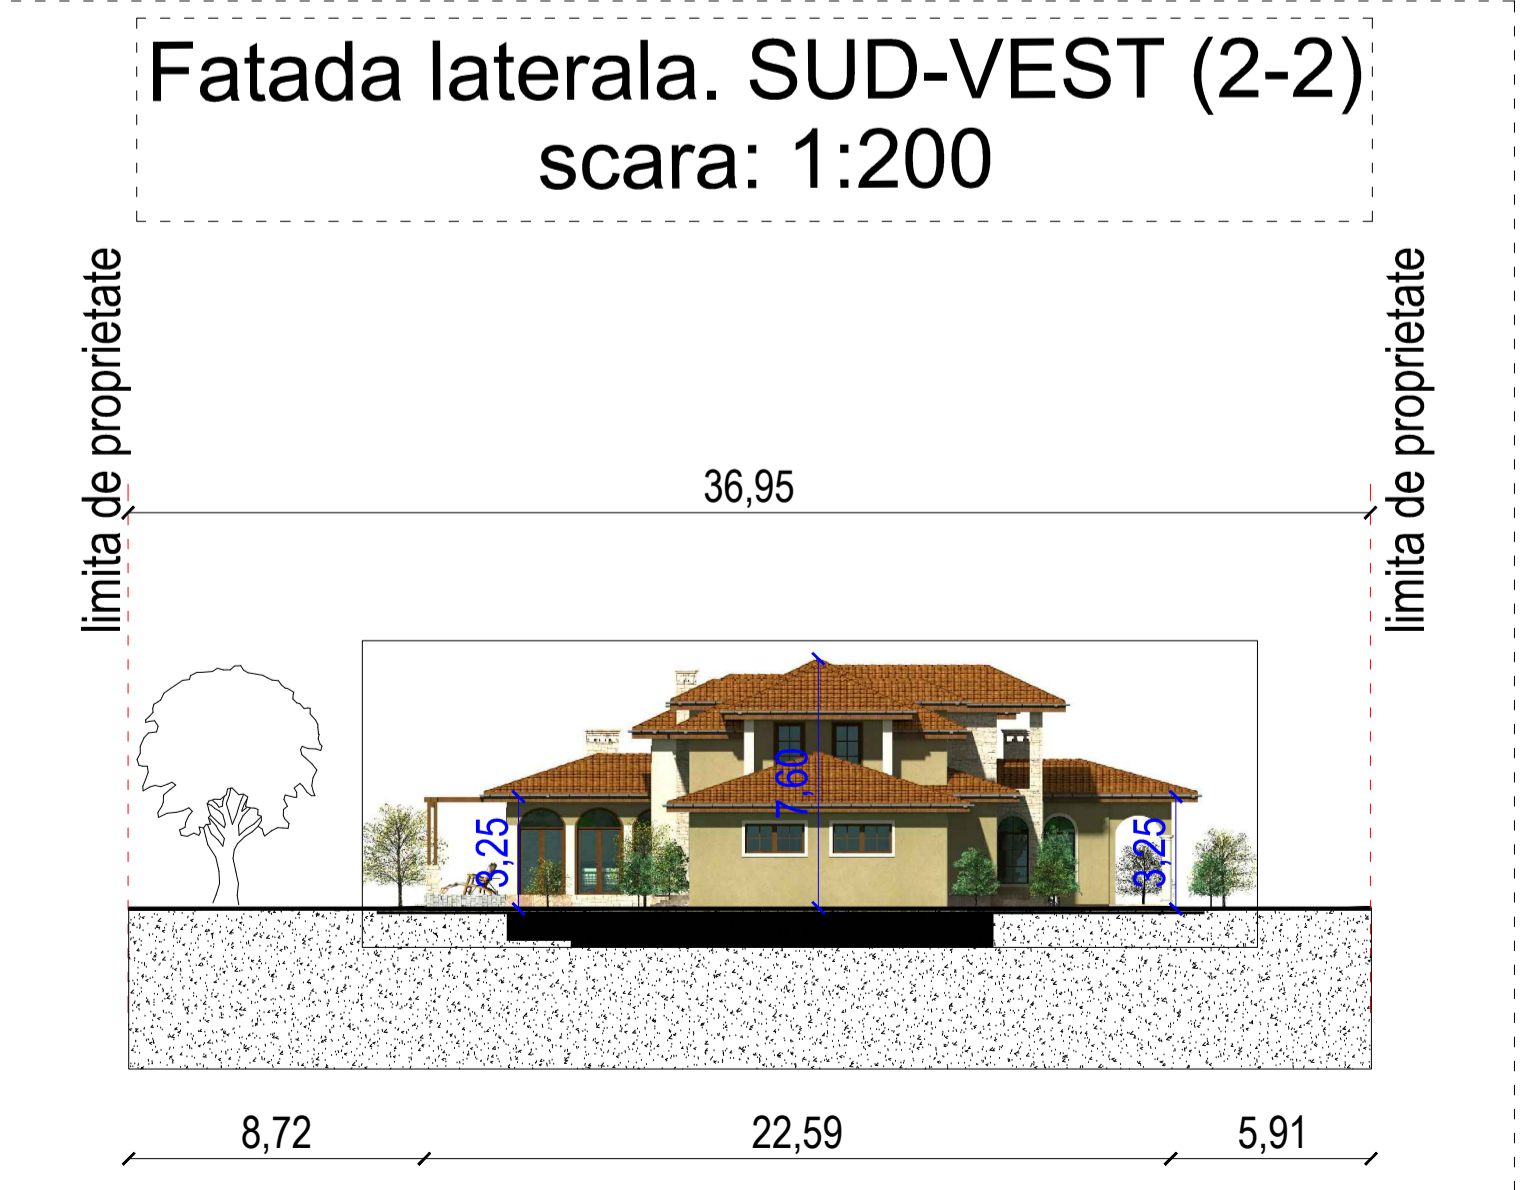 Fatada laterala. SUD-VEST (2-2)
scara: 1:200
limita de proprietate
limita de proprietate
36,95
7,60
3,25
3,25
8,72
22,59
5,91